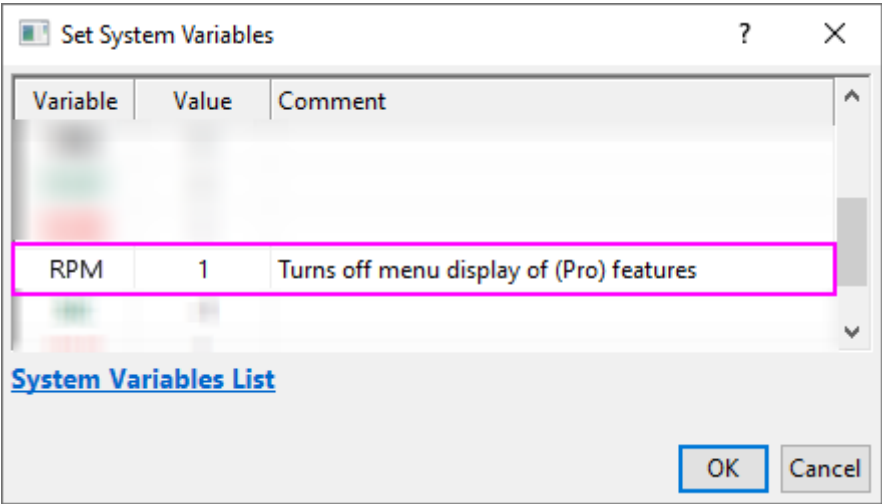 Set System Variables
Variable Value Comment
RPM 1 Turns off menu display of (Pro) features
System Variables List
OK Cancel